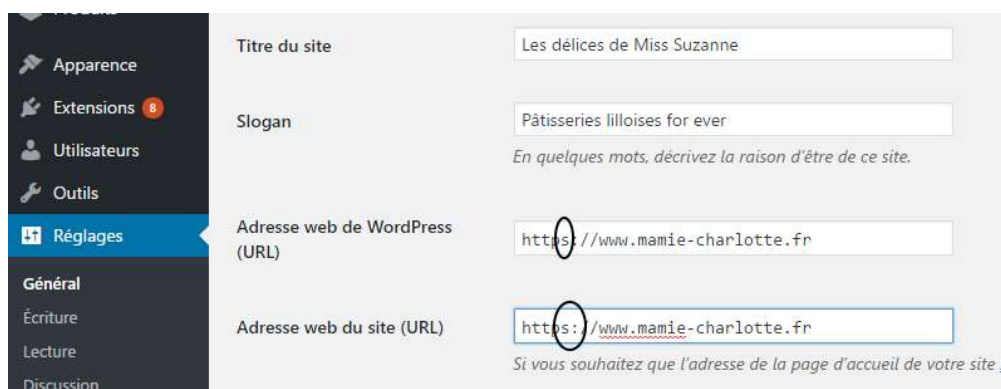 Titre du site
Les délices de Miss Suzanne
Apparence
Extensions 8
Slogan
Pâtisseries lilloises for ever
Utilisateurs
En quelques mots, décrivez la raison d'être de ce site.
Outils
Réglages
Adresse web de WordPress
(URL)
https://www.mamie-charlotte.fr
Général
Écriture
Adresse web du site (URL)
https://www.mamie-charlotte.fr
Lecture
Si vous souhaitez que l'adresse de la page d'accueil de votre site
Discussion